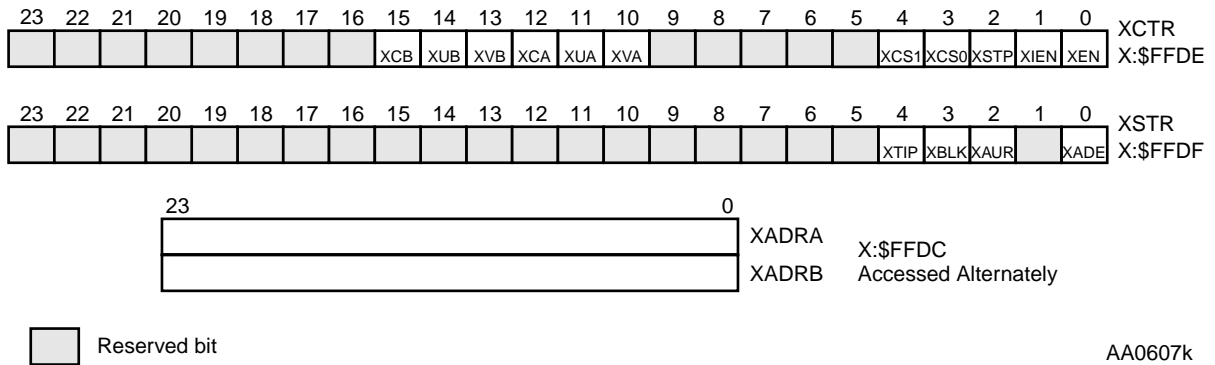 23 22 21 20 19 18 17 16 15 14 13 12 11 10 9 8 7 6 5 4 3 2 1 0
XCTR
XCB XUB XVB XCA XUA XVA XCS1 XCS0 XSTP XIEN XEN
X:$FFDE
23 22 21 20 19 18 17 16 15 14 13 12 11 10 9 8 7 6 5 4 3 2 1 0
XSTR
XTIP XBLK XAUR XADE
X:$FFDF
23 0
XADRA
X:$FFDC
XADRB
Accessed Alternately
Reserved bit
AA0607k